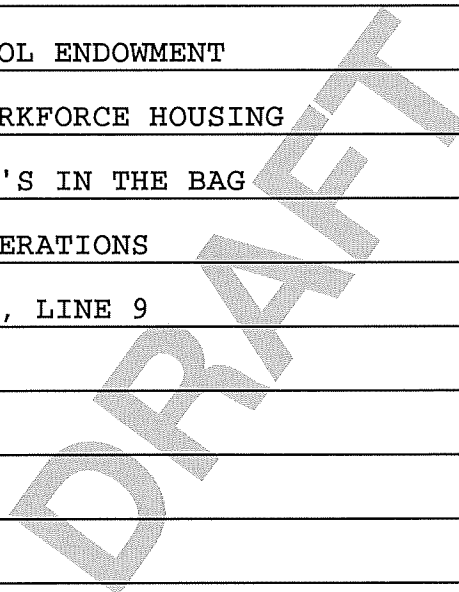 OL ENDOWMENT
RKFORCE HOUSING
'S IN THE BAG
ERATIONS
, LINE 9
DRAFT